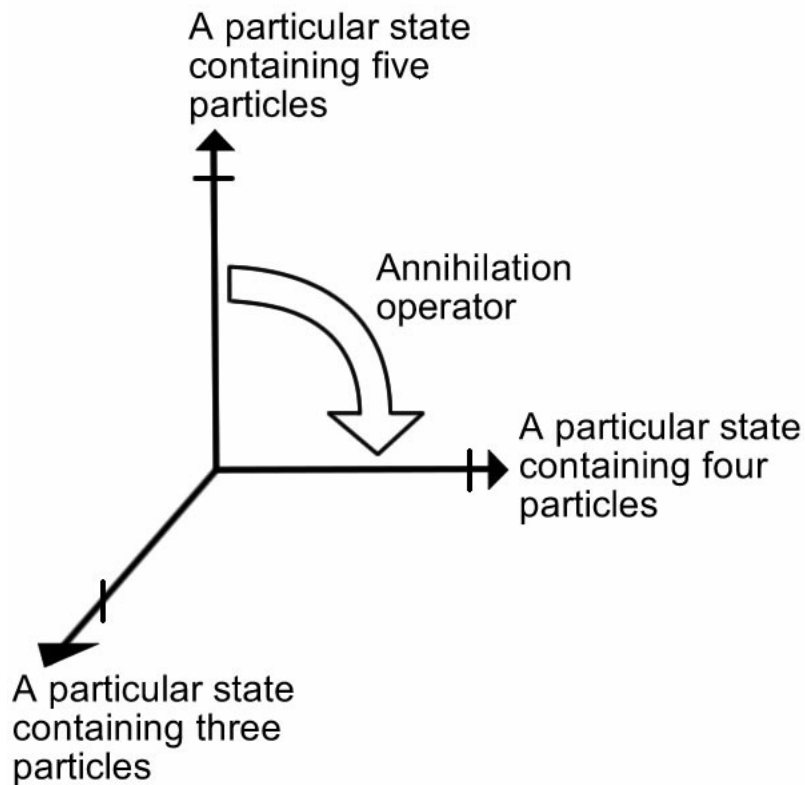 A particular state
containing five
particles
Annihilation
operator
A particular state
containing four
particles
A particular state
containing three
particles